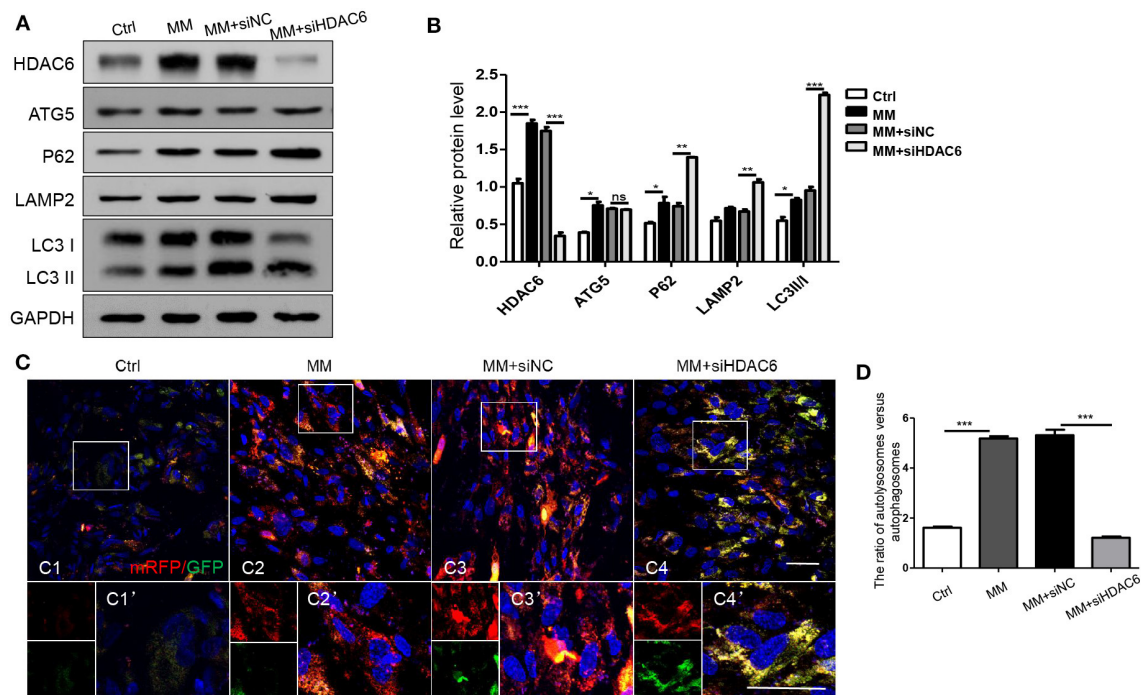 A
Ctrl MM MM+siNC MM+siHDAC6
HDAC6
ATG5
P62
LAMP2
LC3 I
LC3 II
GAPDH
B
Relative protein level
2.5
2.0
1.5
1.0
0.5
0.0
*** ***
* ns
* **
**
* ***
HDAC6 ATG5 P62 LAMP2 LC3II/I
Ctrl
MM
MM+siNC
MM+siHDAC6
C
Ctrl MM MM+siNC MM+siHDAC6
C1 mRFP/GFP C2 C3 C4
C1' C2' C3' C4'
D
The ratio of autolysosomes versus
autophagosomes
8
6
4
2
0
*** ***
Ctrl MM MM+siNC MM+siHDAC6